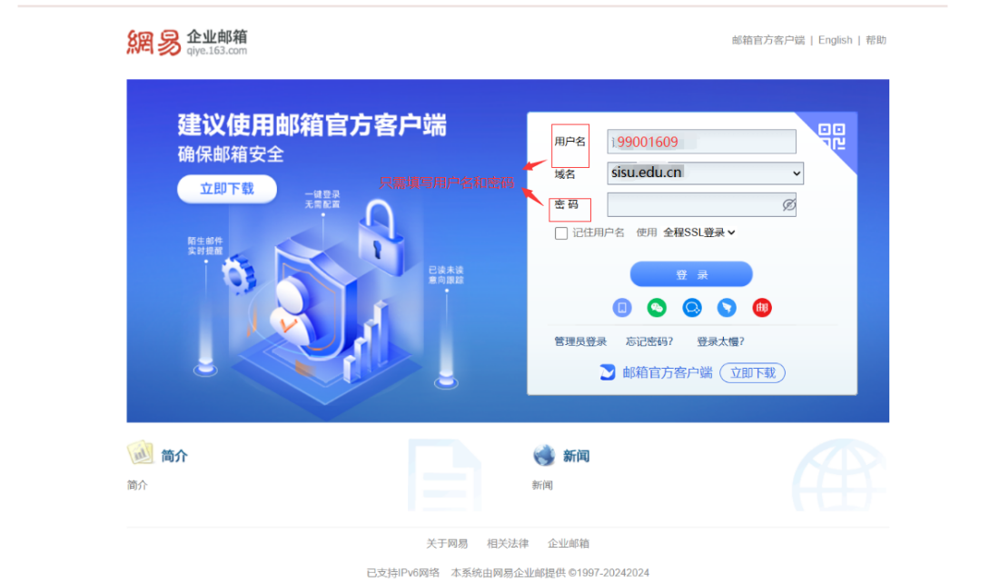 網易 企业邮箱
qiye.163.com
邮箱官方客户端 | English | 帮助
建议使用邮箱官方客户端
确保邮箱安全
立即下载
一键登录
无需配置
陌生邮件
实时提醒
已读未读
意向跟踪
只需填写用户名和密码
用户名 99001609
域名 sisu.edu.cn
密 码
记住用户名 使用 全程SSL登录
登 录
邮
管理员登录 忘记密码? 登录太慢?
邮箱官方客户端 立即下载
简介
简介
新闻
新闻
关于网易 相关法律 企业邮箱
已支持IPv6网络 本系统由网易企业邮提供 ©1997-20242024